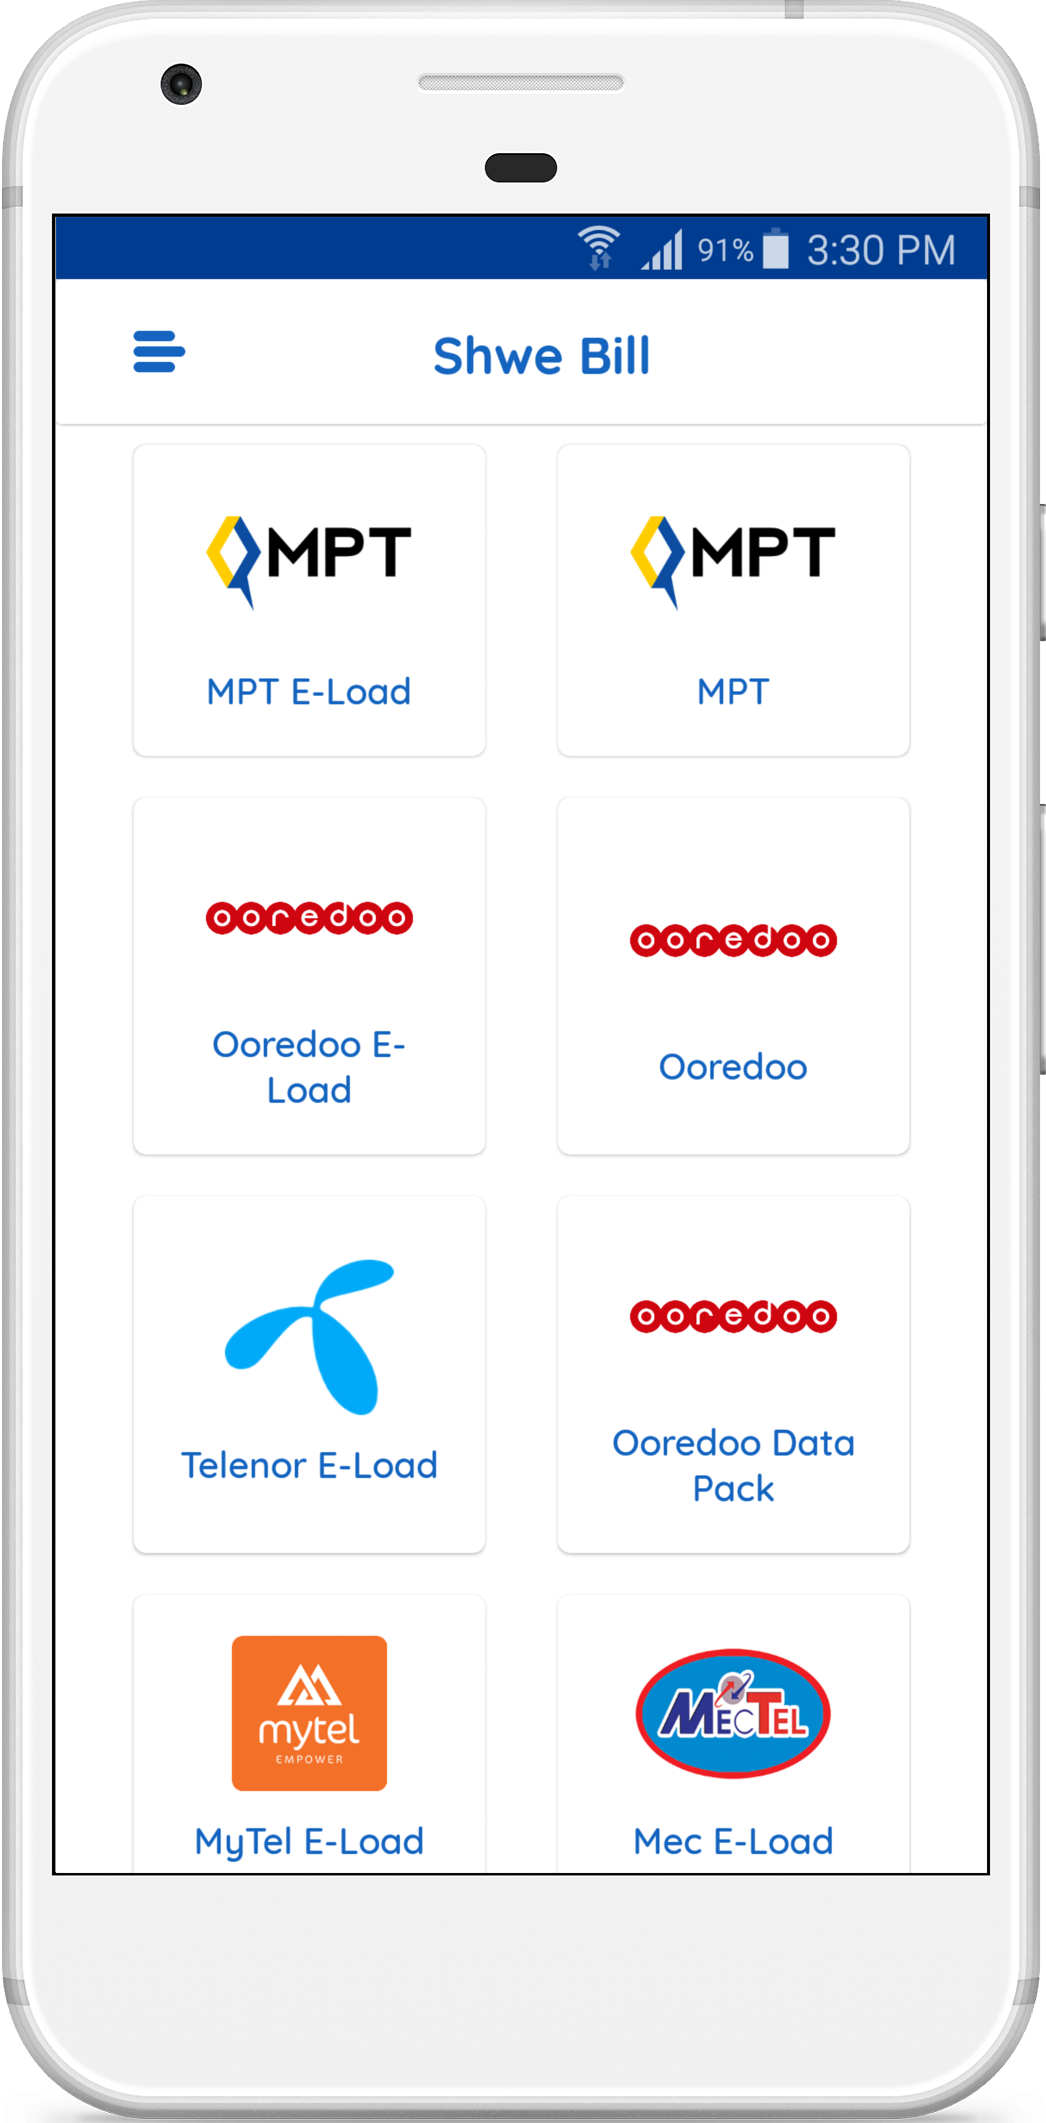 91% 3:30 PM
Shwe Bill
MPT MPT
MPT E-Load MPT
ooredoo ooredoo
Ooredoo E-
Load
Ooredoo
ooredoo
Telenor E-Load
Ooredoo Data
Pack
mytel
EMPOWER
MECTEL
MyTel E-Load Mec E-Load